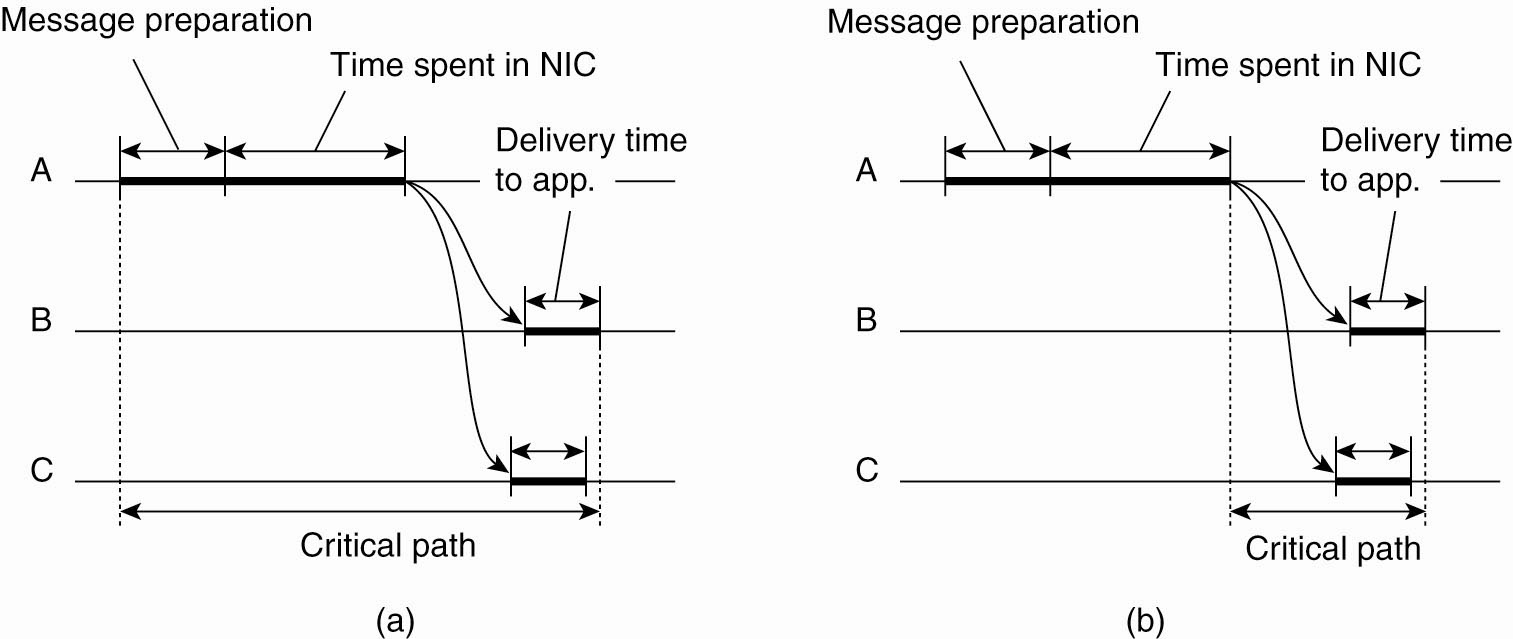 Message preparation
Time spent in NIC
Delivery time
to app.
A
B
C
Critical path
(a)
Message preparation
Time spent in NIC
Delivery time
to app.
A
B
C
Critical path
(b)